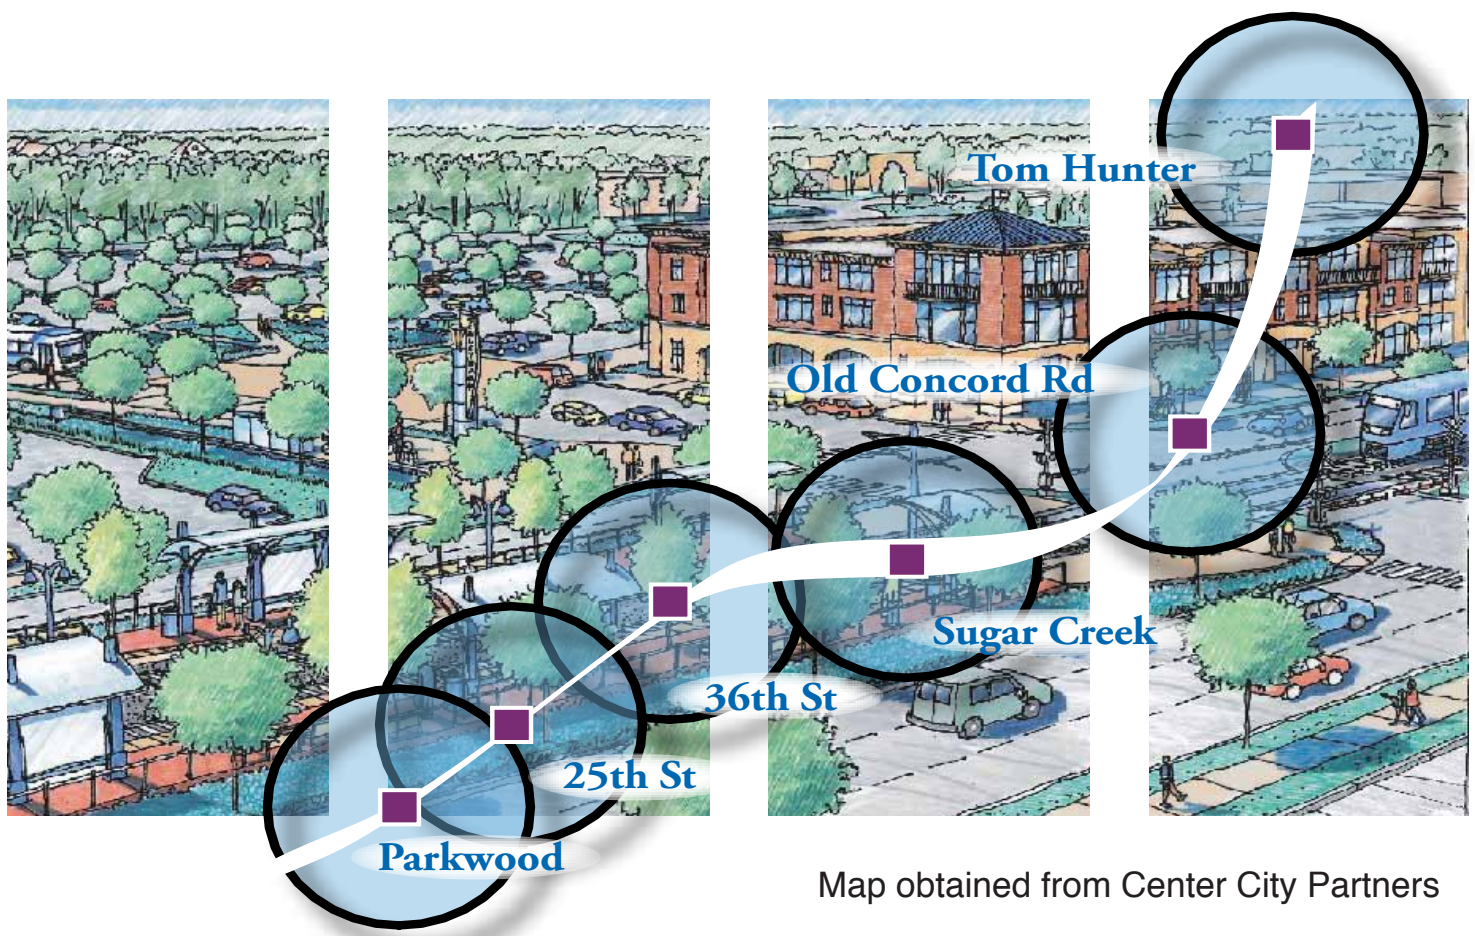 Tom Hunter
Old Concord Rd
Sugar Creek
36th St
25th St
Parkwood
Map obtained from Center City Partners